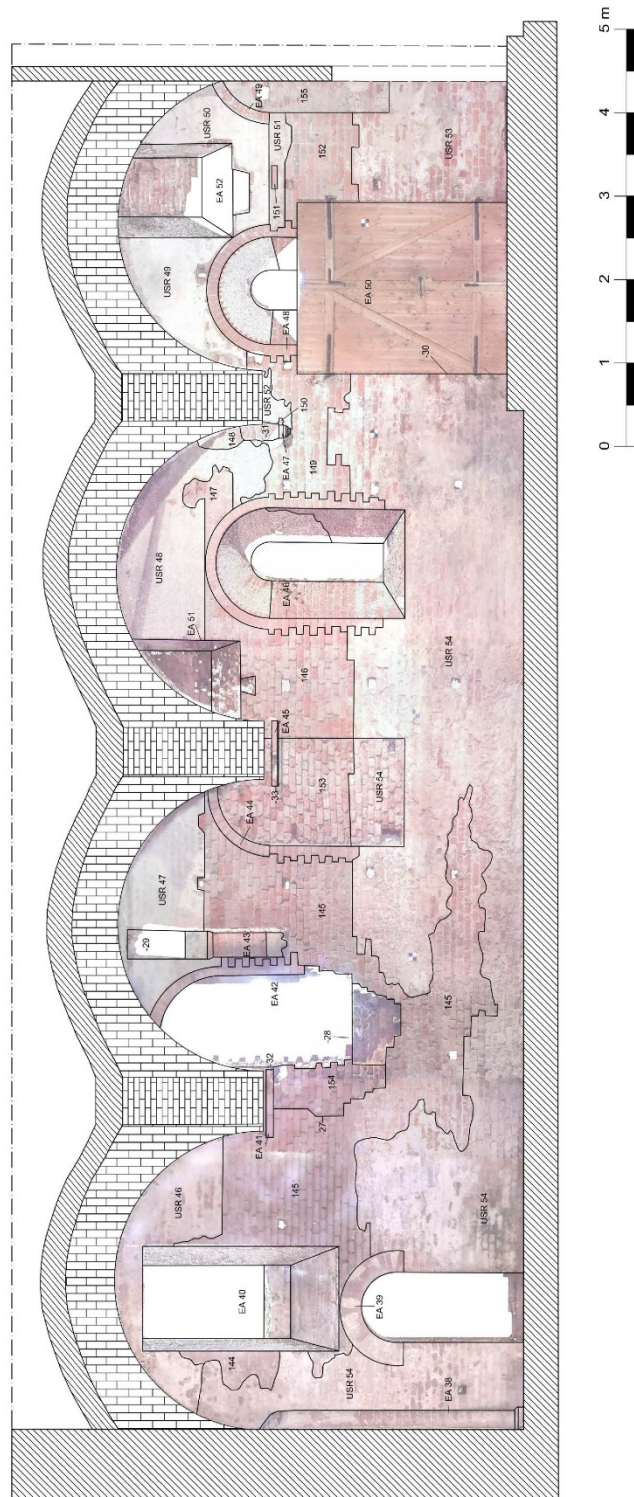 USR 46
USR 47
USR 48
USR 49
USR 50
-29
EA 51
147
148
EA 52
144
EA 40
EA 43
EA 44
EA 49
EA 41
-32
EA 42
-33
EA 45
-31
USR 52
151
USR 51
145
EA 46
EA 47
150
EA 48
155
146
149
152
-27
154
-28
145
153
USR 54
EA 39
USR 54
EA 50
-30
EA 38
USR 54
145
USR 54
USR 53
0 1 2 3 4 5 m